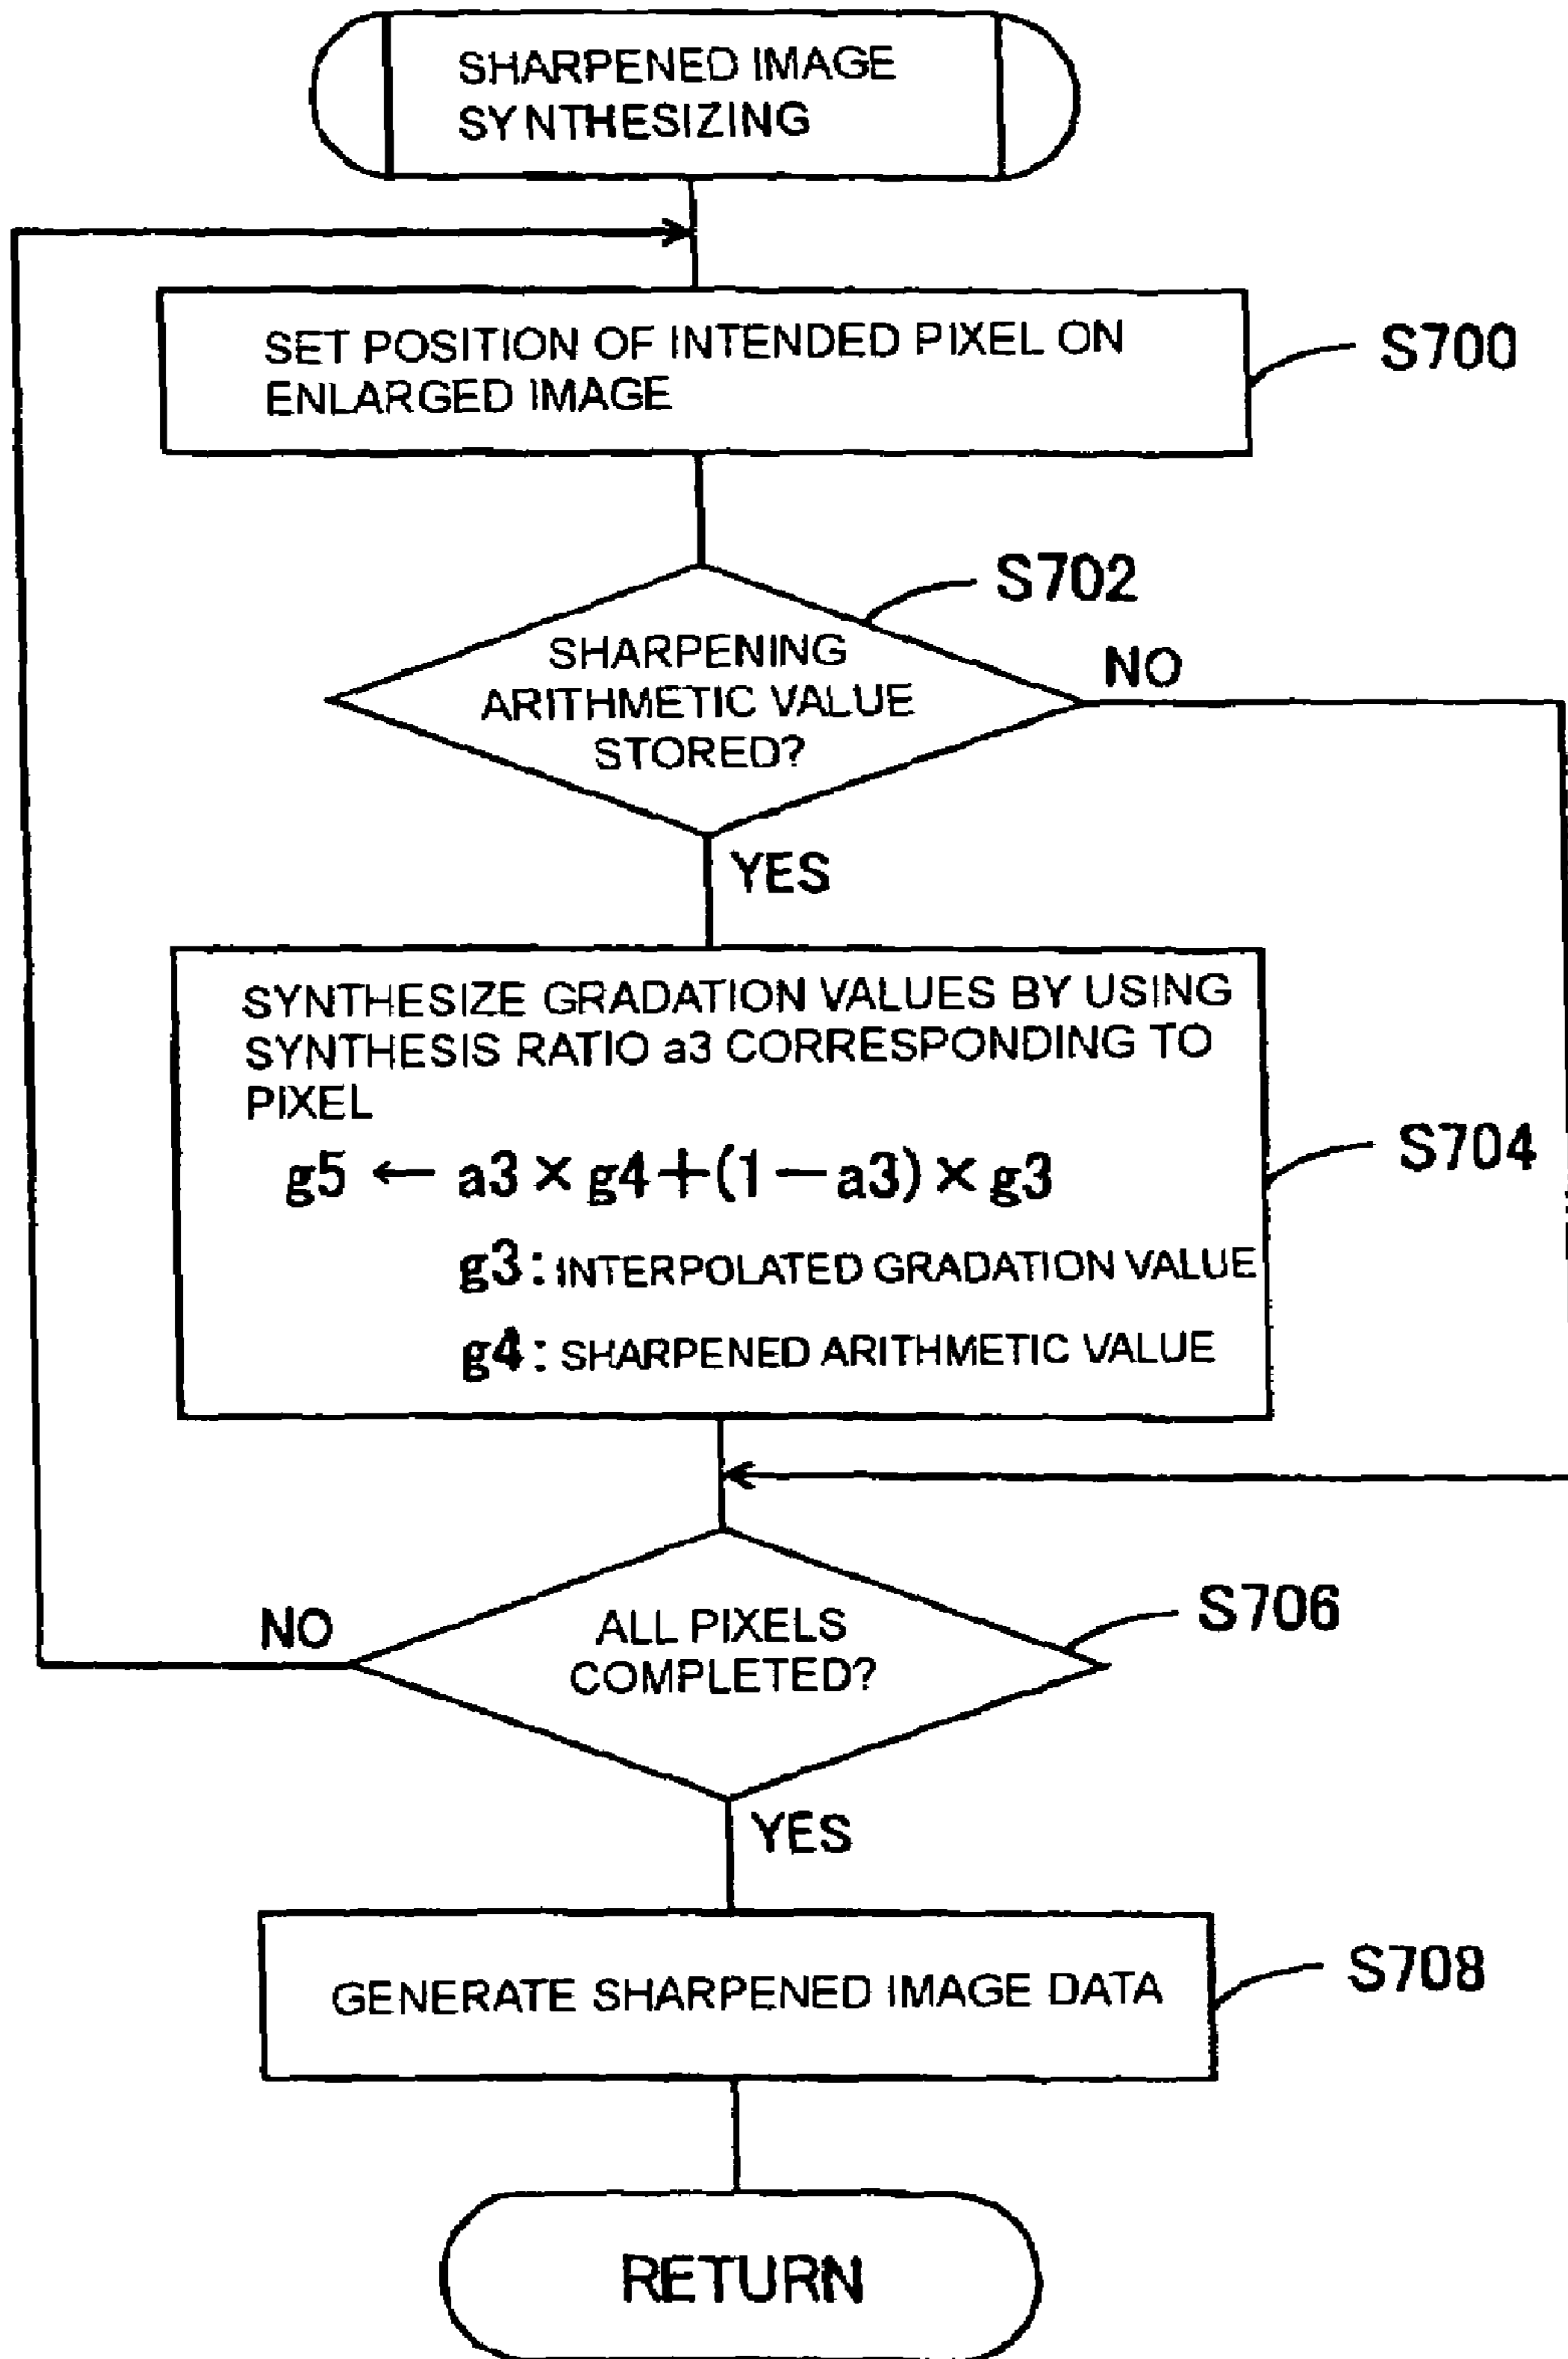 SHARPENED IMAGE
SYNTHESIZING
SET POSITION OF INTENDED PIXEL ON
ENLARGED IMAGE
S700
S702
SHARPENING
ARITHMETIC VALUE
STORED?
NO
YES
SYNTHESIZE GRADATION VALUES BY USING
SYNTHESIS RATIO a3 CORRESPONDING TO
PIXEL
g5 ← a3 × g4+(1−a3) × g3
g3: INTERPOLATED GRADATION VALUE
g4: SHARPENED ARITHMETIC VALUE
S704
NO
ALL PIXELS
COMPLETED?
S706
YES
GENERATE SHARPENED IMAGE DATA
S708
RETURN